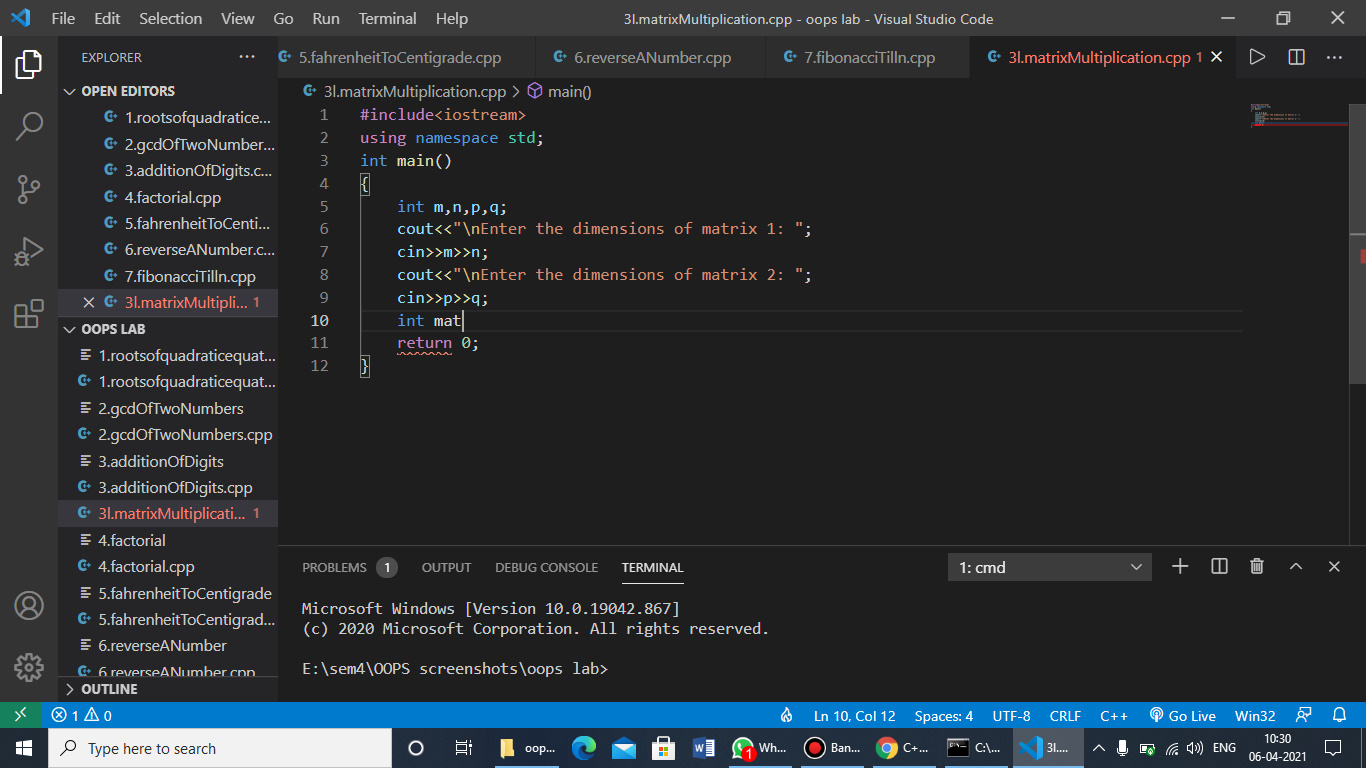 File Edit Selection View Go Run Terminal Help 3l.matrixMultiplication.cpp - oops lab - Visual Studio Code
EXPLORER ...
5.fahrenheitToCentigrade.cpp 6.reverseANumber.cpp 7.fibonacciTilln.cpp 3l.matrixMultiplication.cpp 1
OPEN EDITORS
1.rootsofquadratice...
2.gcdOfTwoNumber...
3.additionOfDigits.c...
4.factorial.cpp
5.fahrenheitToCenti...
6.reverseANumber.c...
7.fibonacciTilln.cpp
3l.matrixMultipli... 1
OOPS LAB
1.rootsofquadraticequat...
1.rootsofquadraticequat...
2.gcdOfTwoNumbers
2.gcdOfTwoNumbers.cpp
3.additionOfDigits
3.additionOfDigits.cpp
3l.matrixMultiplicati... 1
4.factorial
4.factorial.cpp
5.fahrenheitToCentigrade
5.fahrenheitToCentigrad...
6.reverseANumber
6.reverseANumber.cpp
OUTLINE
3l.matrixMultiplication.cpp > main()
1 #include<iostream>
2 using namespace std;
3 int main()
4 {
5 int m,n,p,q;
6 cout<<"\nEnter the dimensions of matrix 1: ";
7 cin>>m>>n;
8 cout<<"\nEnter the dimensions of matrix 2: ";
9 cin>>p>>q;
10 int mat
11 return 0;
12 }
PROBLEMS 1 OUTPUT DEBUG CONSOLE TERMINAL 1: cmd
Microsoft Windows [Version 10.0.19042.867]
(c) 2020 Microsoft Corporation. All rights reserved.
E:\sem4\OOPS screenshots\oops lab>
1 0 Ln 10, Col 12 Spaces: 4 UTF-8 CRLF C++ Go Live Win32
Type here to search oop... Wh... 1 Ban... C+... C:\... 3l.... ENG 10:30
06-04-2021